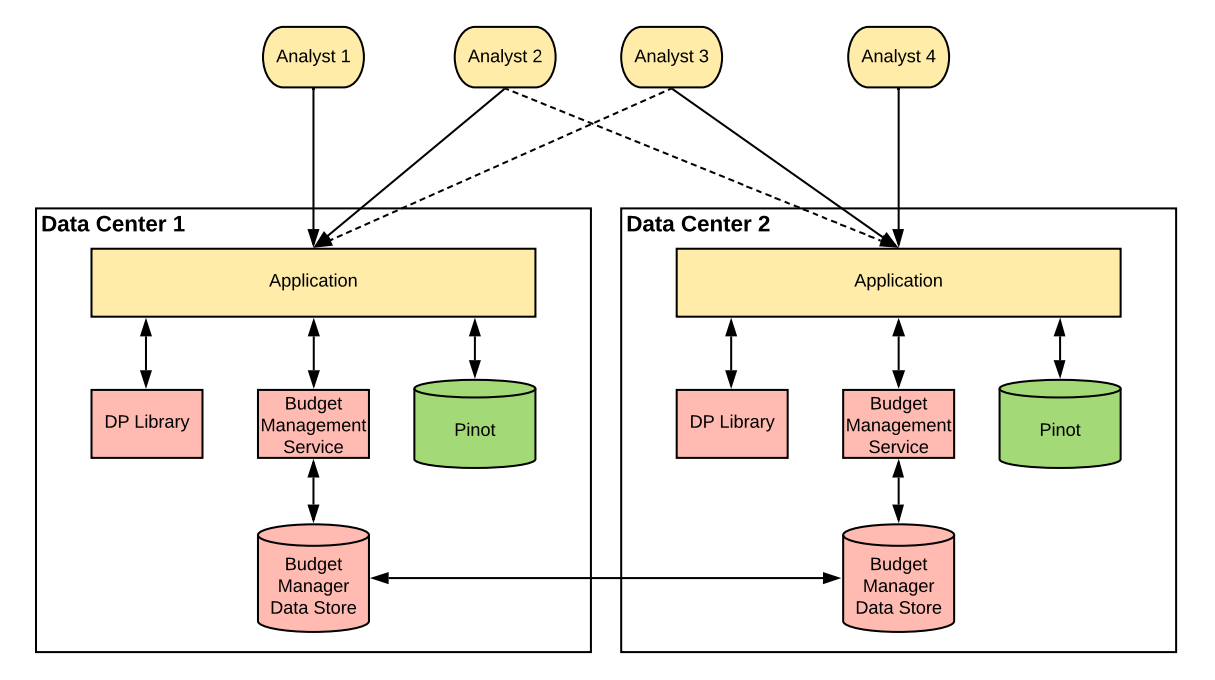 Analyst 1
Analyst 2
Analyst 3
Analyst 4
Data Center 1
Application
DP Library
Budget
Management
Service
Pinot
Budget
Manager
Data Store
Data Center 2
Application
DP Library
Budget
Management
Service
Pinot
Budget
Manager
Data Store